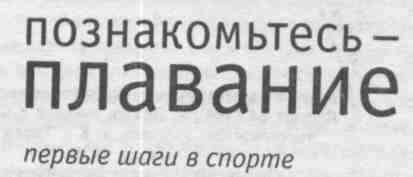 познакомьтесь –
плавание
первые шаги в спорте